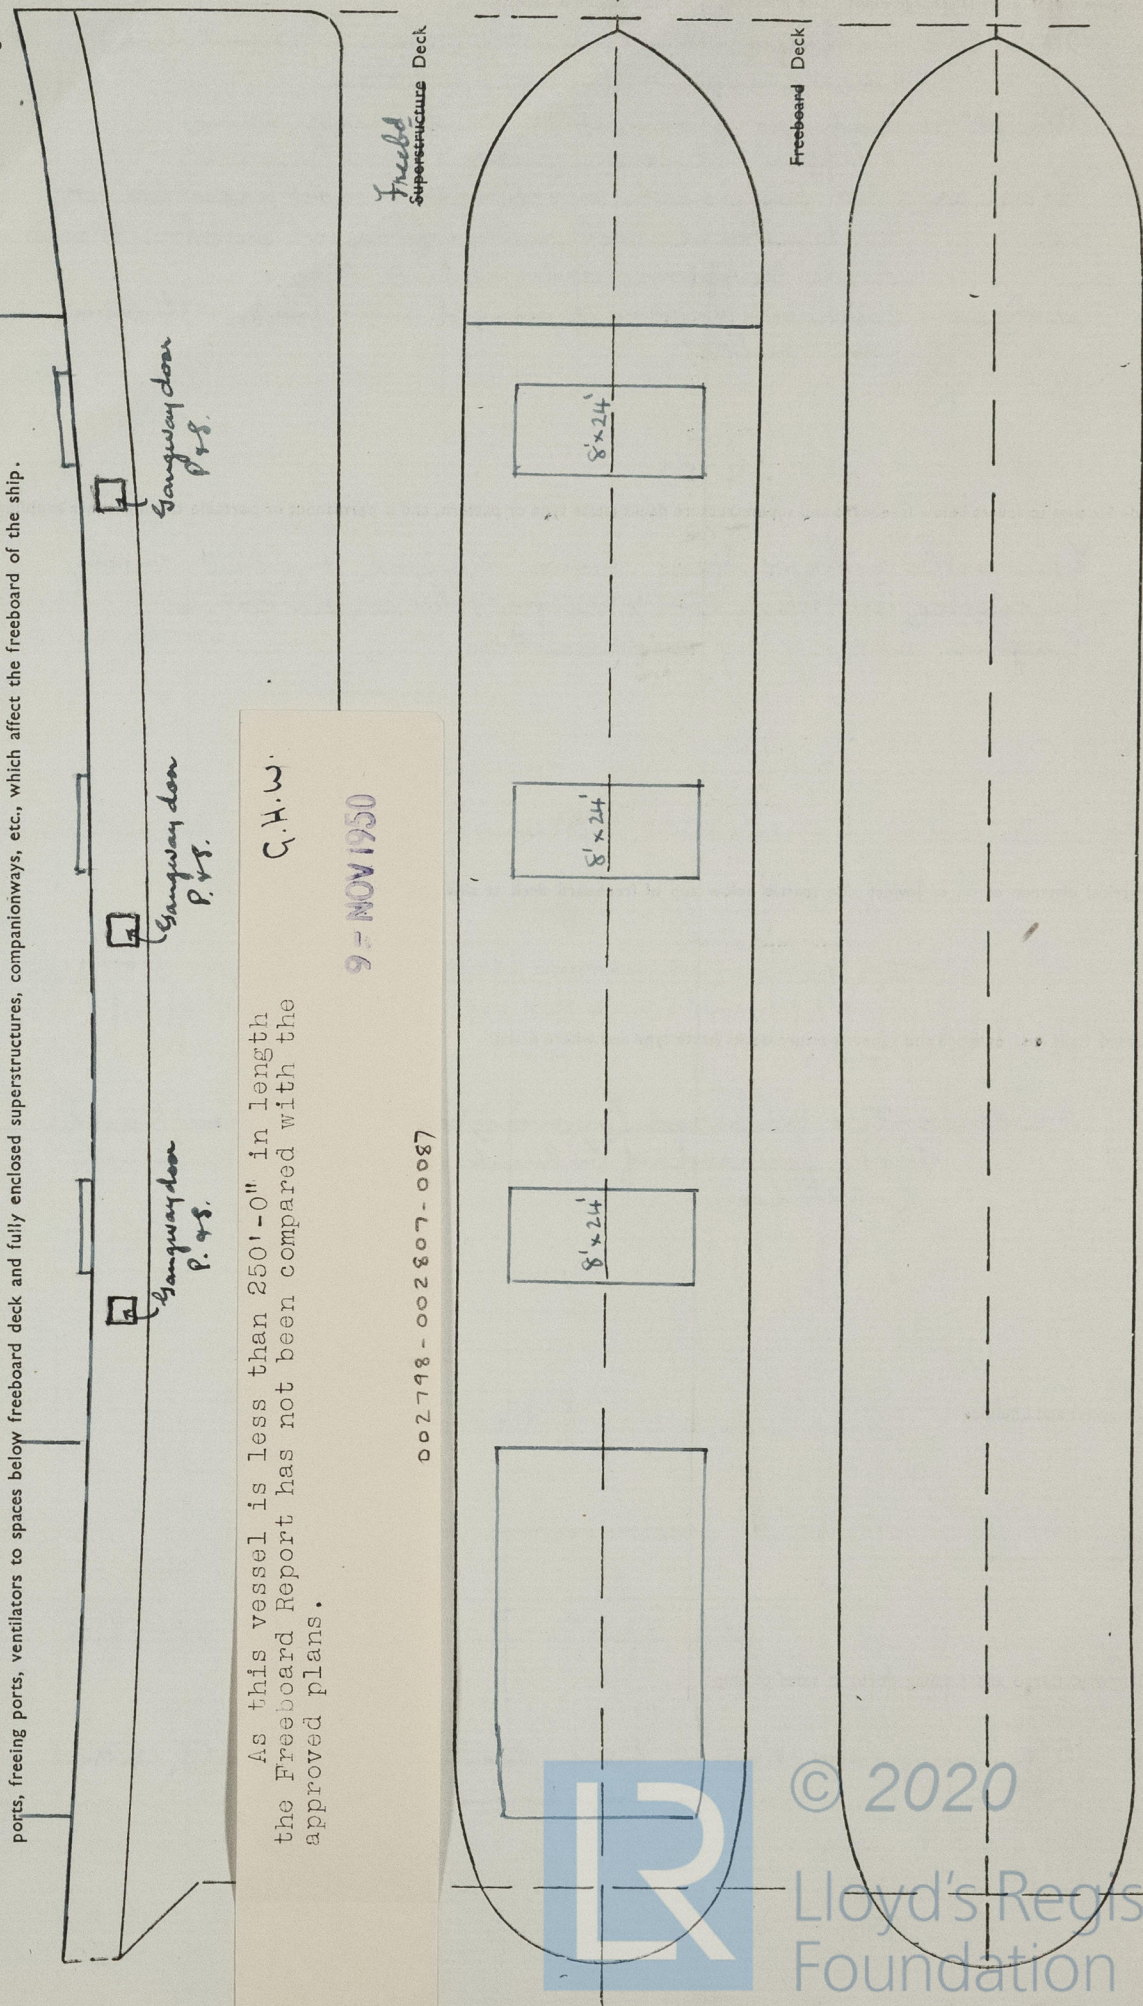 ports, freeing ports, ventilators to spaces below freeboard deck and fully enclosed superstructures, companionways, etc., which affect the freeboard of the ship.
Gangway door
P. & S.
Gangway door
P. & S.
Gangway door
P. & S.
As this vessel is less than 250'-0" in length
the Freeboard Report has not been compared with the
approved plans.
G.H.W.
9 - NOV 1950
002798-002807-0087
Freebd
Superstructure Deck
8' x 24'
8' x 24'
8' x 24'
Freeboard Deck
LR
© 2020
Lloyd's Regis
Foundation